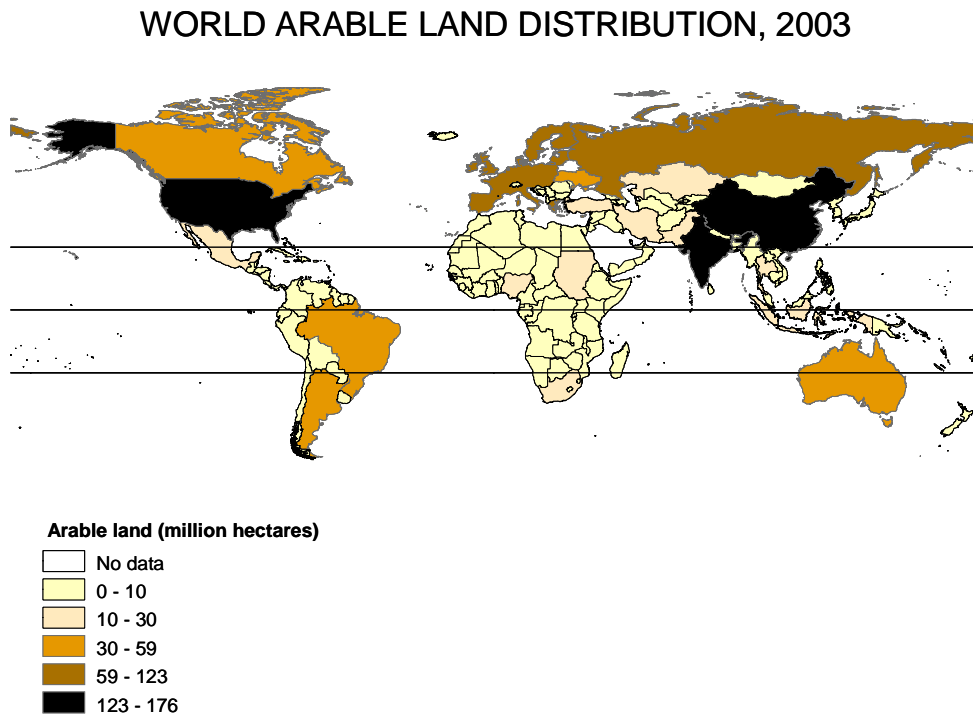 WORLD ARABLE LAND DISTRIBUTION, 2003
Arable land (million hectares)
No data
0 - 10
10 - 30
30 - 59
59 - 123
123 - 176